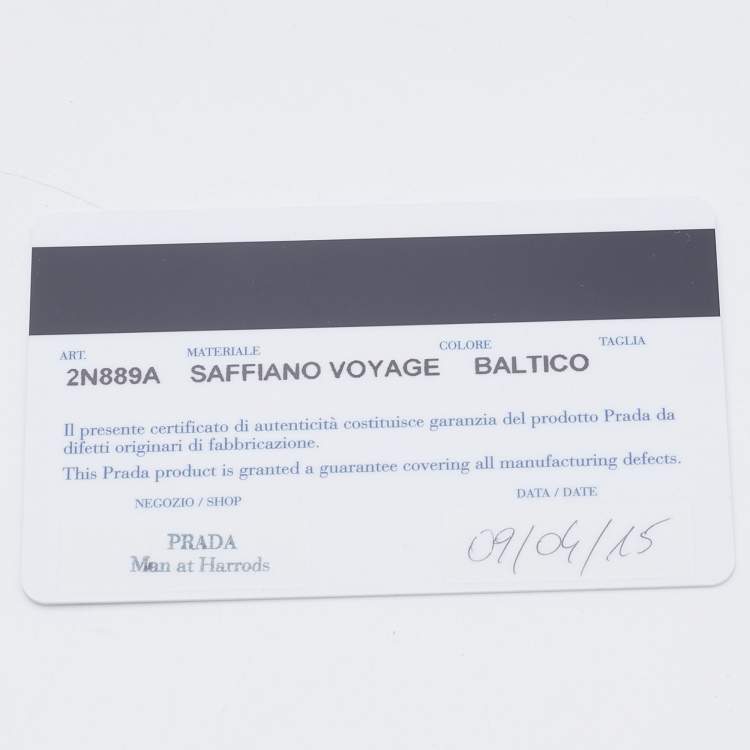 ART. MATERIALE COLORE TAGLIA
2N889A SAFFIANO VOYAGE BALTICO
Il presente certificato di autenticità costituisce garanzia del prodotto Prada da
difetti originari di fabbricazione.
This Prada product is granted a guarantee covering all manufacturing defects.
NEGOZIO / SHOP DATA / DATE
PRADA
Man at Harrods
09/04/15